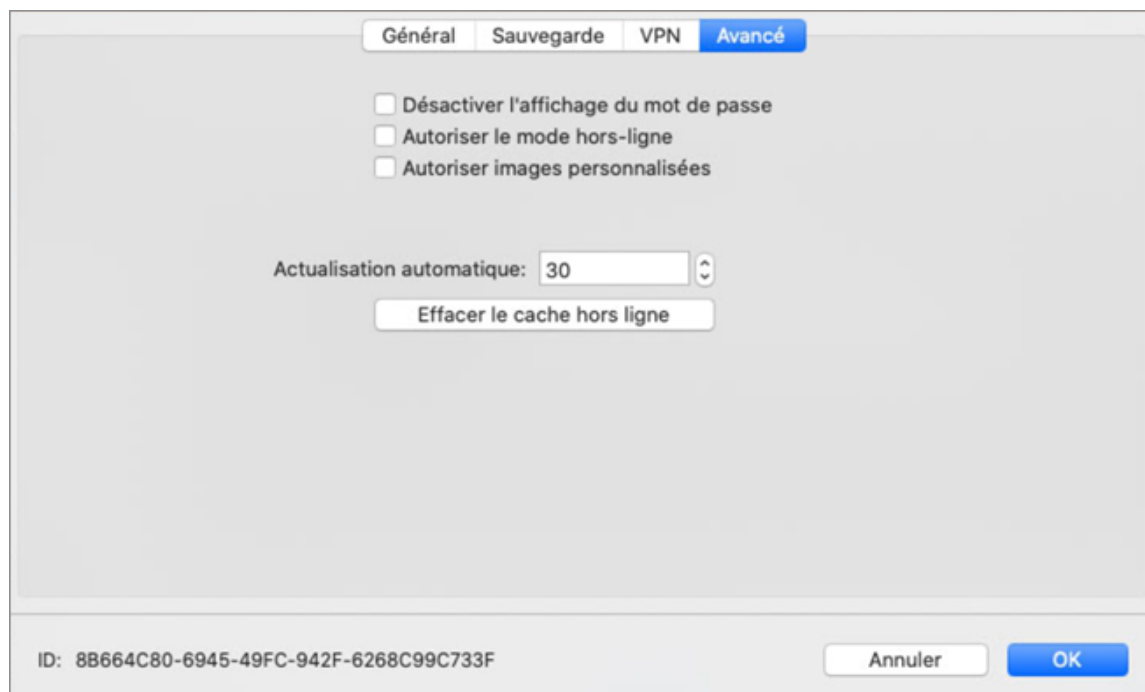 Général Sauvegarde VPN Avancé
Désactiver l'affichage du mot de passe
Autoriser le mode hors-ligne
Autoriser images personnalisées
Actualisation automatique: 30
Effacer le cache hors ligne
ID: 8B664C80-6945-49FC-942F-6268C99C733F Annuler OK